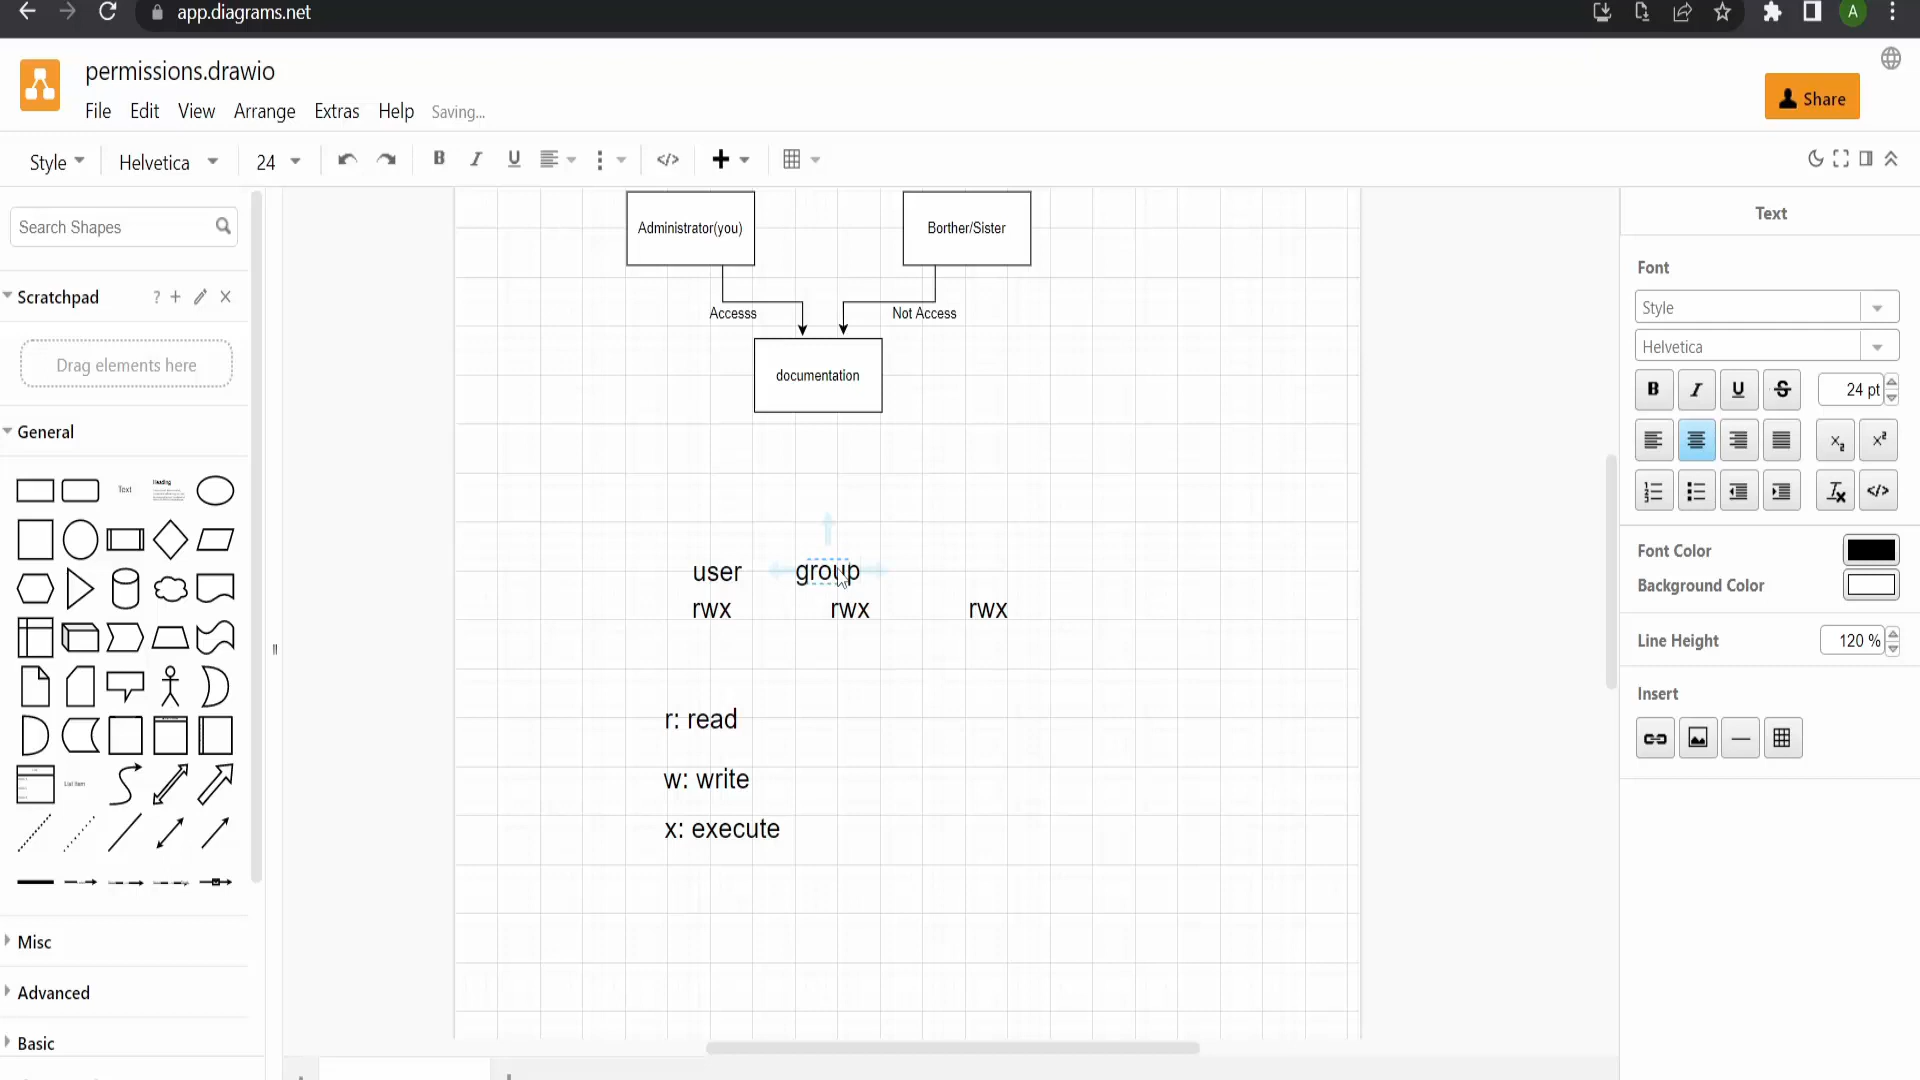 app.diagrams.net
A
permissions.drawio
File Edit View Arrange Extras Help Saving...
Share
Style Helvetica 24 B I U
Search Shapes
Scratchpad ?
Drag elements here
General
Text
Heading
List Item
Misc
Advanced
Basic
Administrator(you)
Borther/Sister
Accesss
Not Access
documentation
user group
rwx rwx rwx
r: read
w: write
x: execute
Text
Font
Style
Helvetica
B I U S 24 pt
Font Color
Background Color
Line Height 120 %
Insert